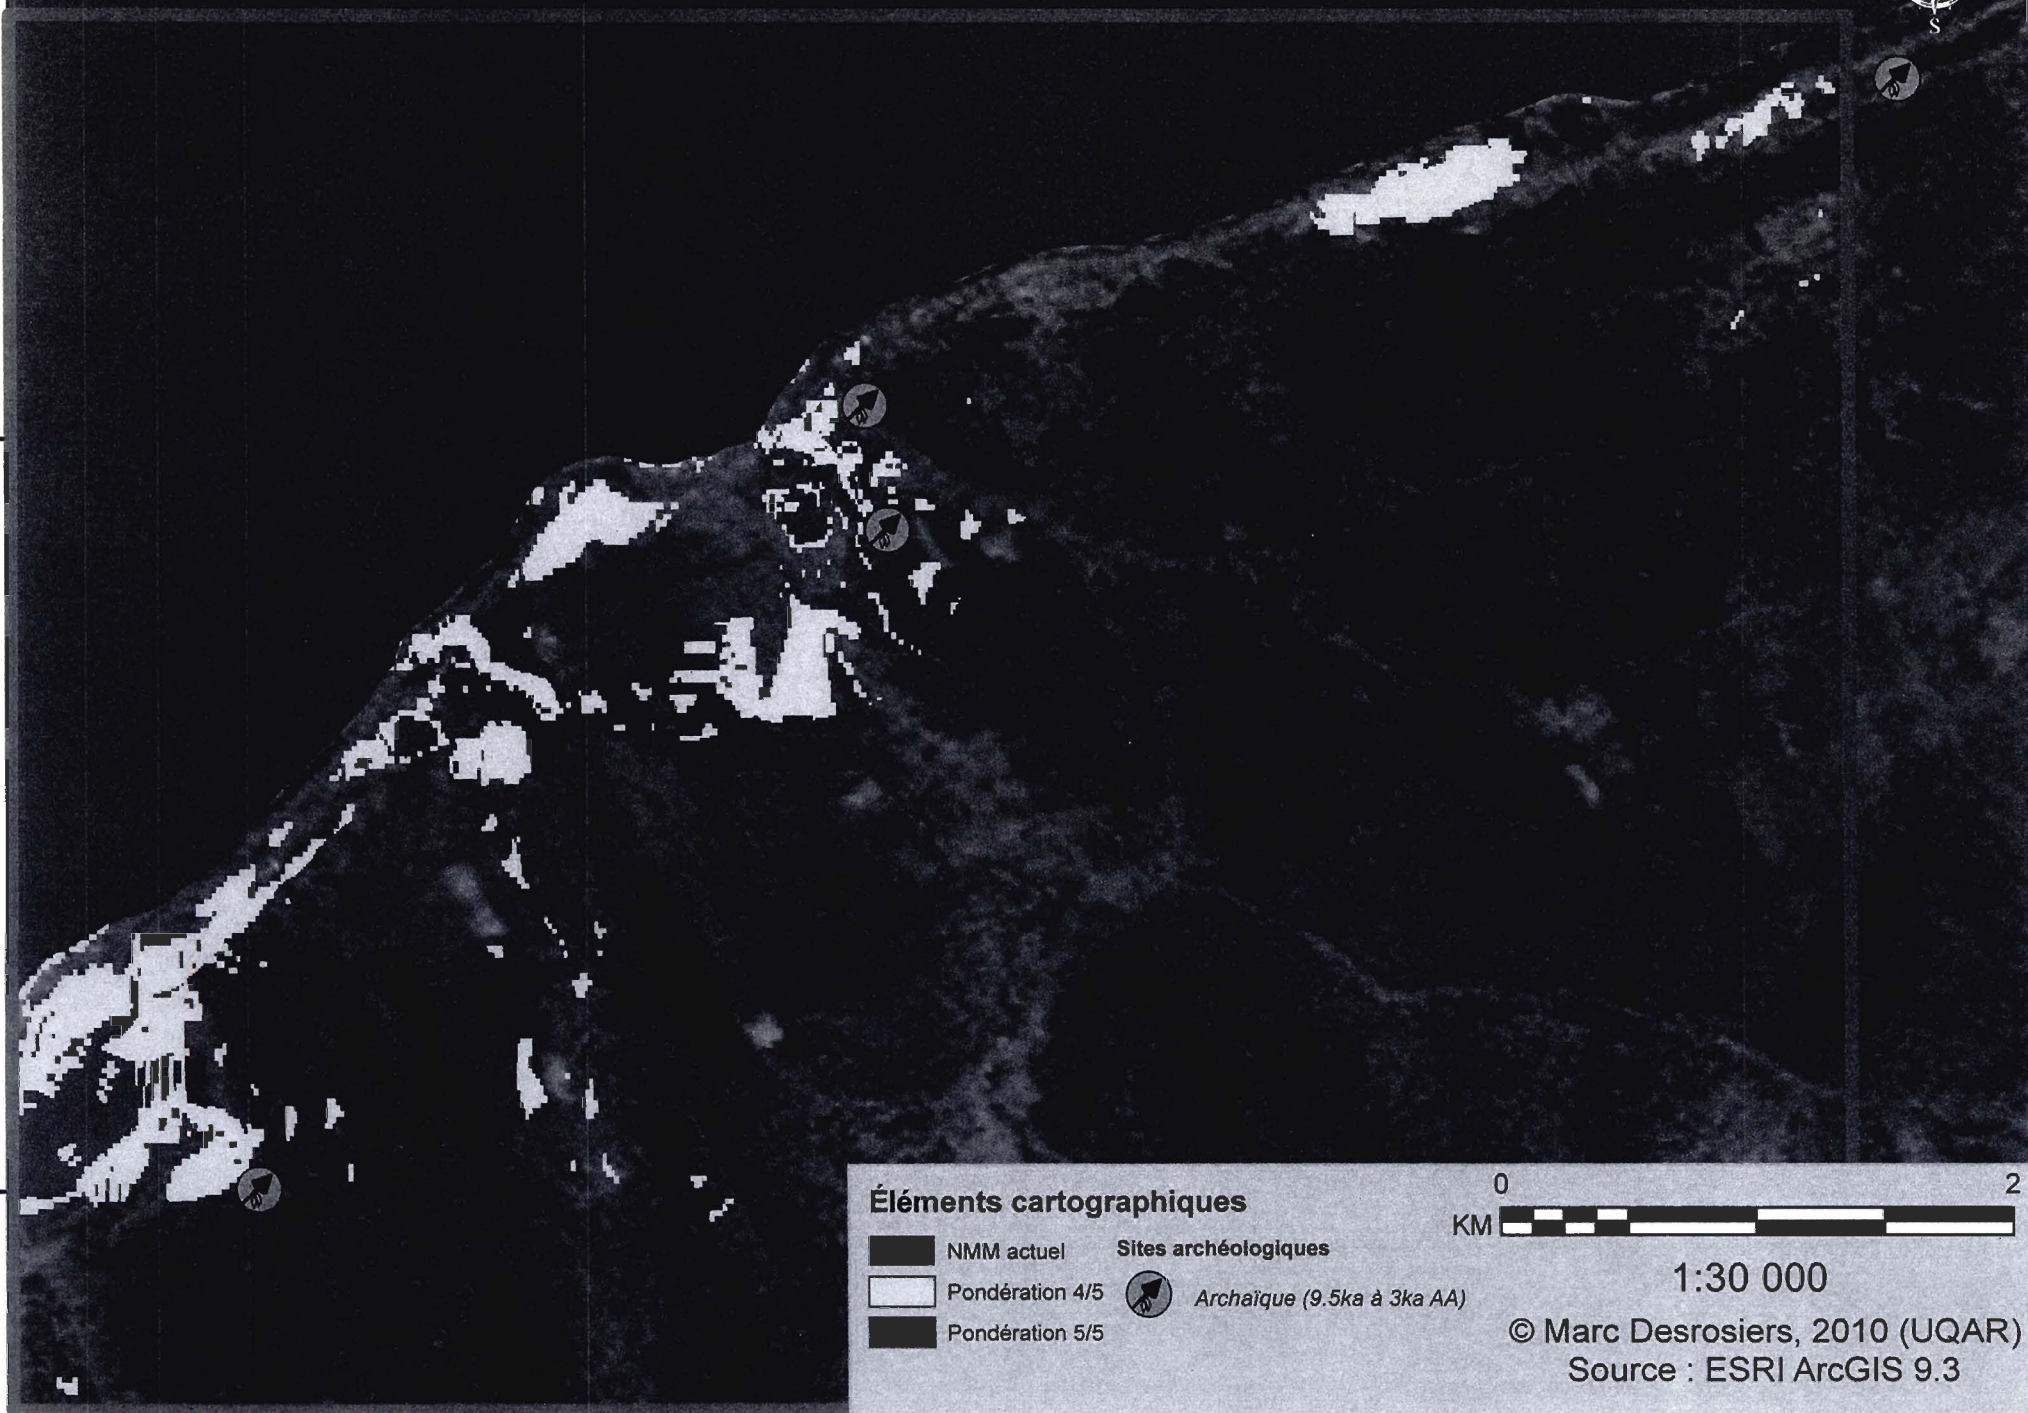 S
Éléments cartographiques
NMM actuel
Pondération 4/5
Pondération 5/5
Sites archéologiques
Archaïque (9.5ka à 3ka AA)
0 2
KM
1:30 000
© Marc Desrosiers, 2010 (UQAR)
Source : ESRI ArcGIS 9.3